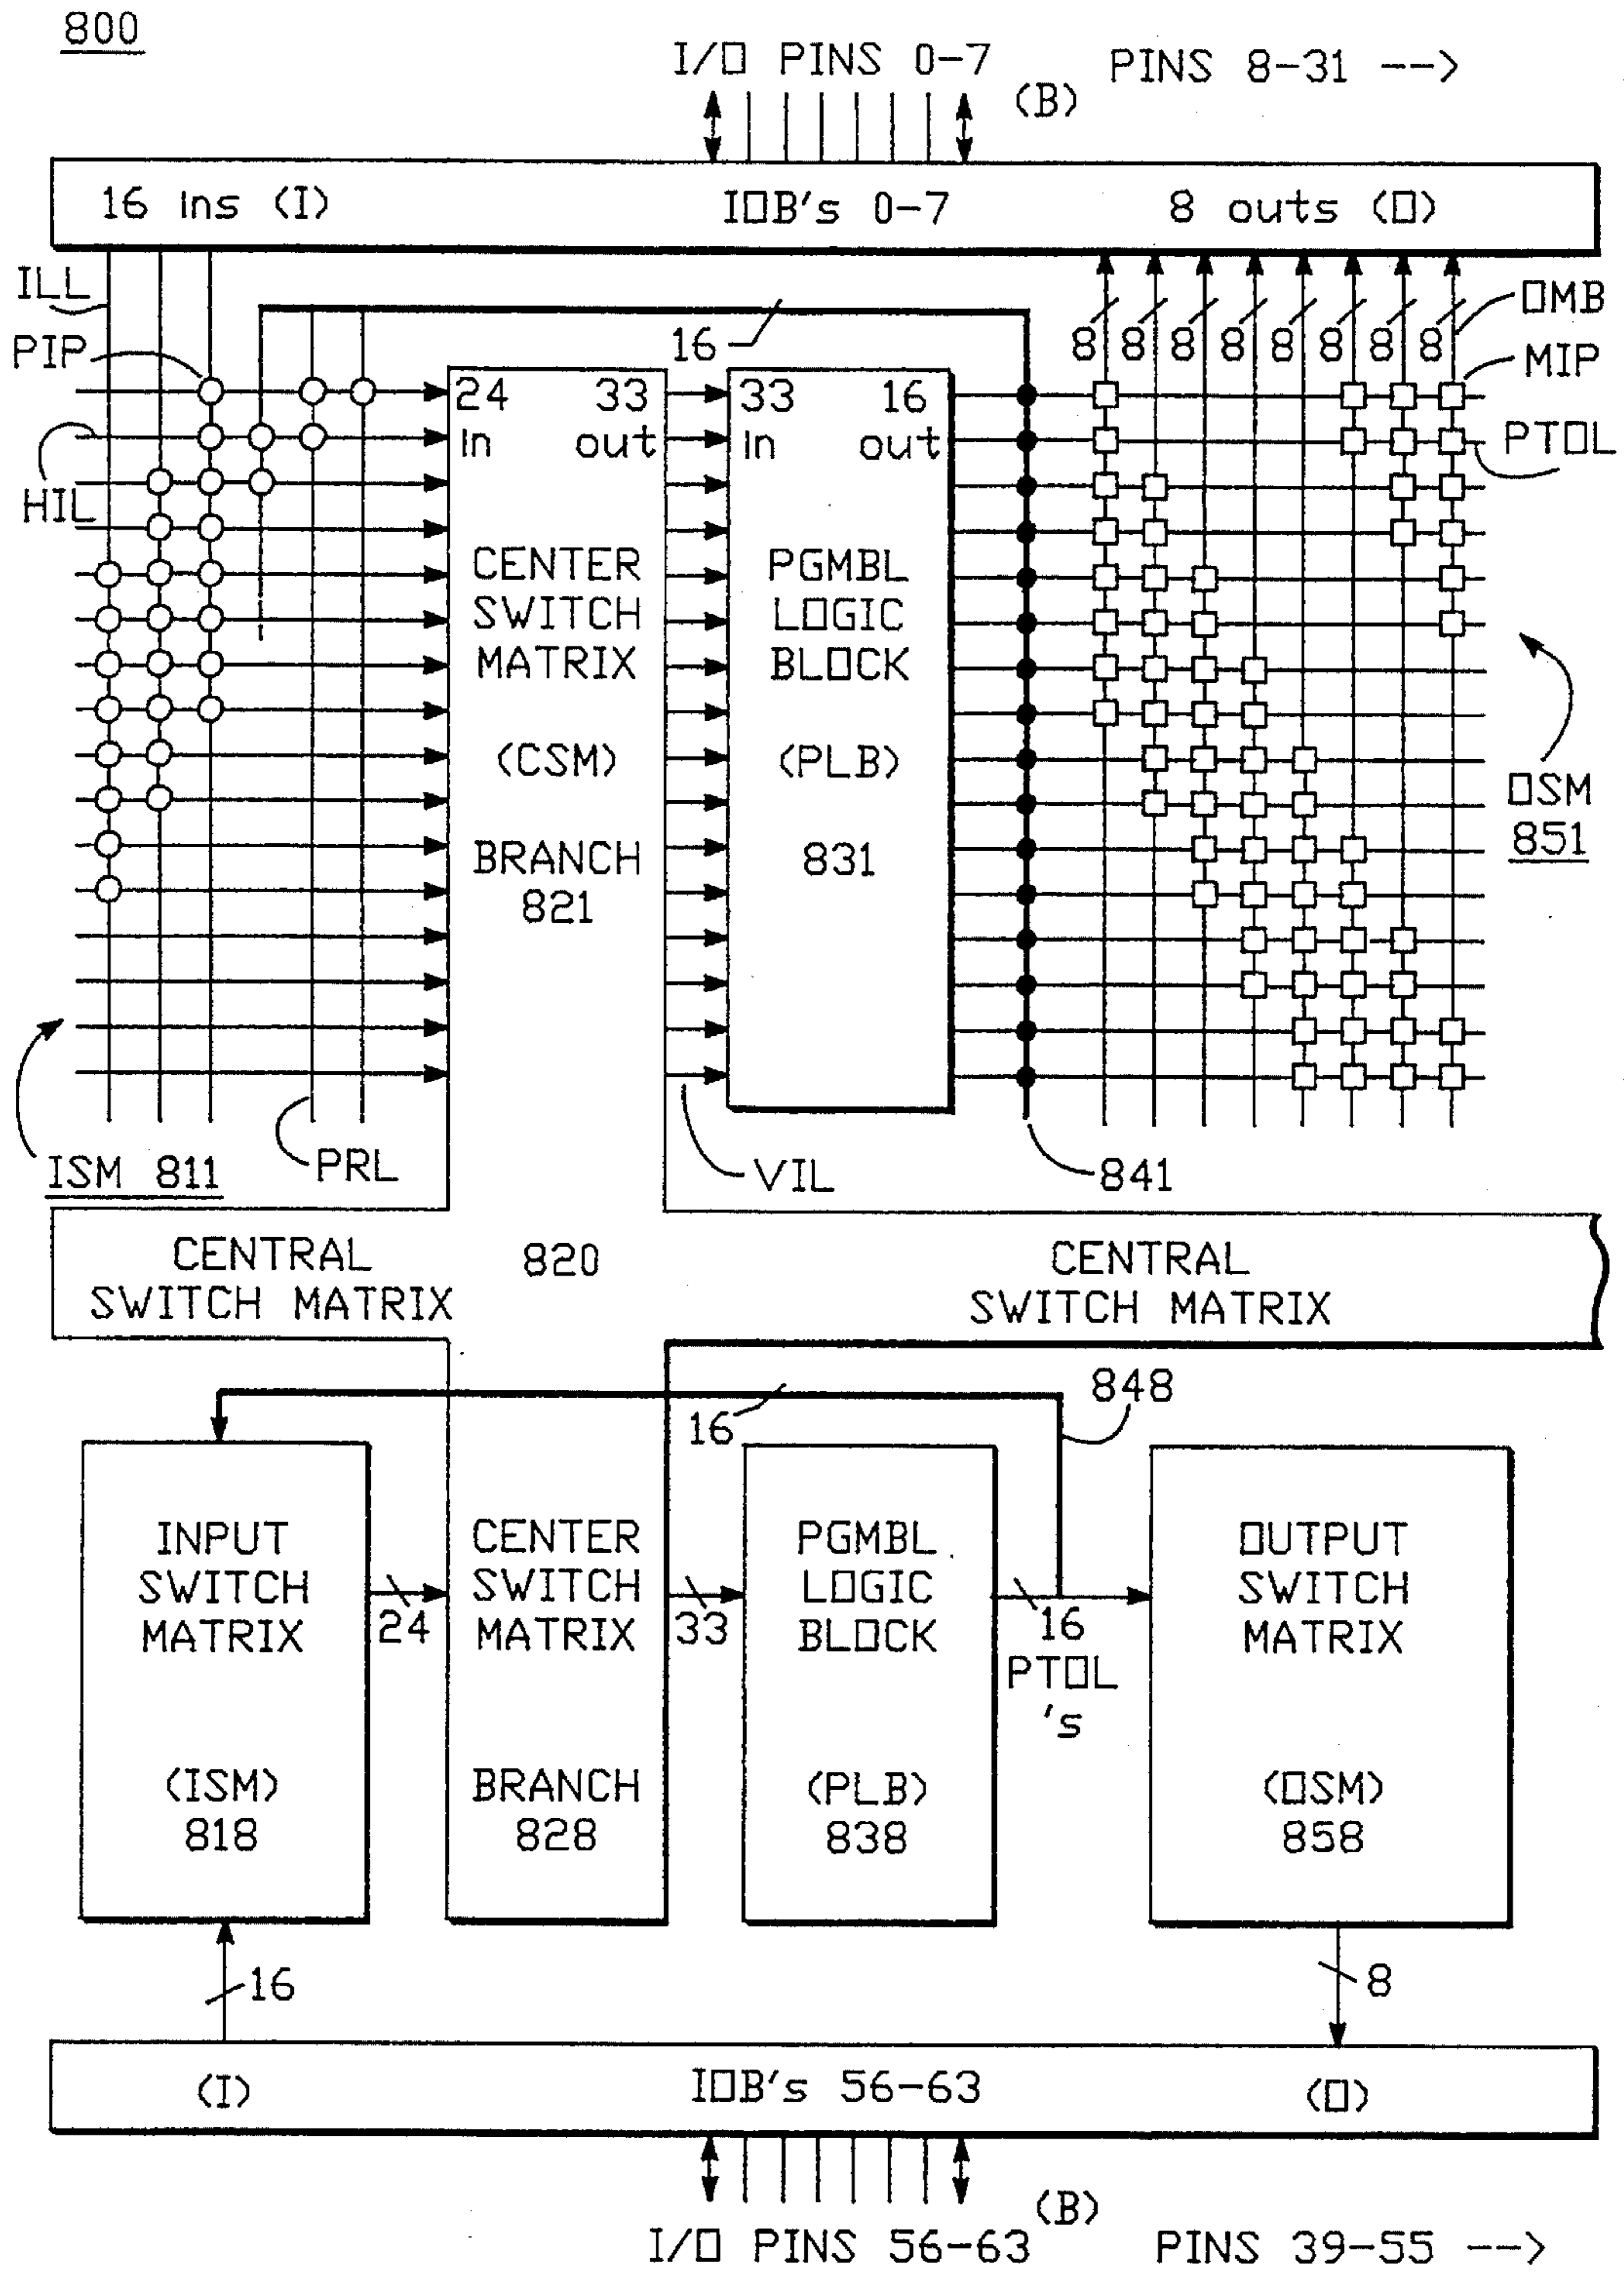 800
I/O PINS 0-7
(B)
PINS 8-31 -->
16 ins (I)
IOB's 0-7
8 outs (O)
ILL
PIP
HIL
16
8 8 8 8 8 8 8 8
OMB
MIP
PTOL
24 33
in out
33 16
in out
CENTER
SWITCH
MATRIX
(CSM)
BRANCH
821
PGMBL
LOGIC
BLOCK
(PLB)
831
OSM
851
ISM 811
PRL
VIL
841
CENTRAL
SWITCH MATRIX
820
CENTRAL
SWITCH MATRIX
16
848
INPUT
SWITCH
MATRIX
(ISM)
818
24
CENTER
SWITCH
MATRIX
BRANCH
828
33
PGMBL
LOGIC
BLOCK
(PLB)
838
16
PTOL
's
OUTPUT
SWITCH
MATRIX
(OSM)
858
16
8
(I)
IOB's 56-63
(O)
(B)
I/O PINS 56-63
PINS 39-55 -->